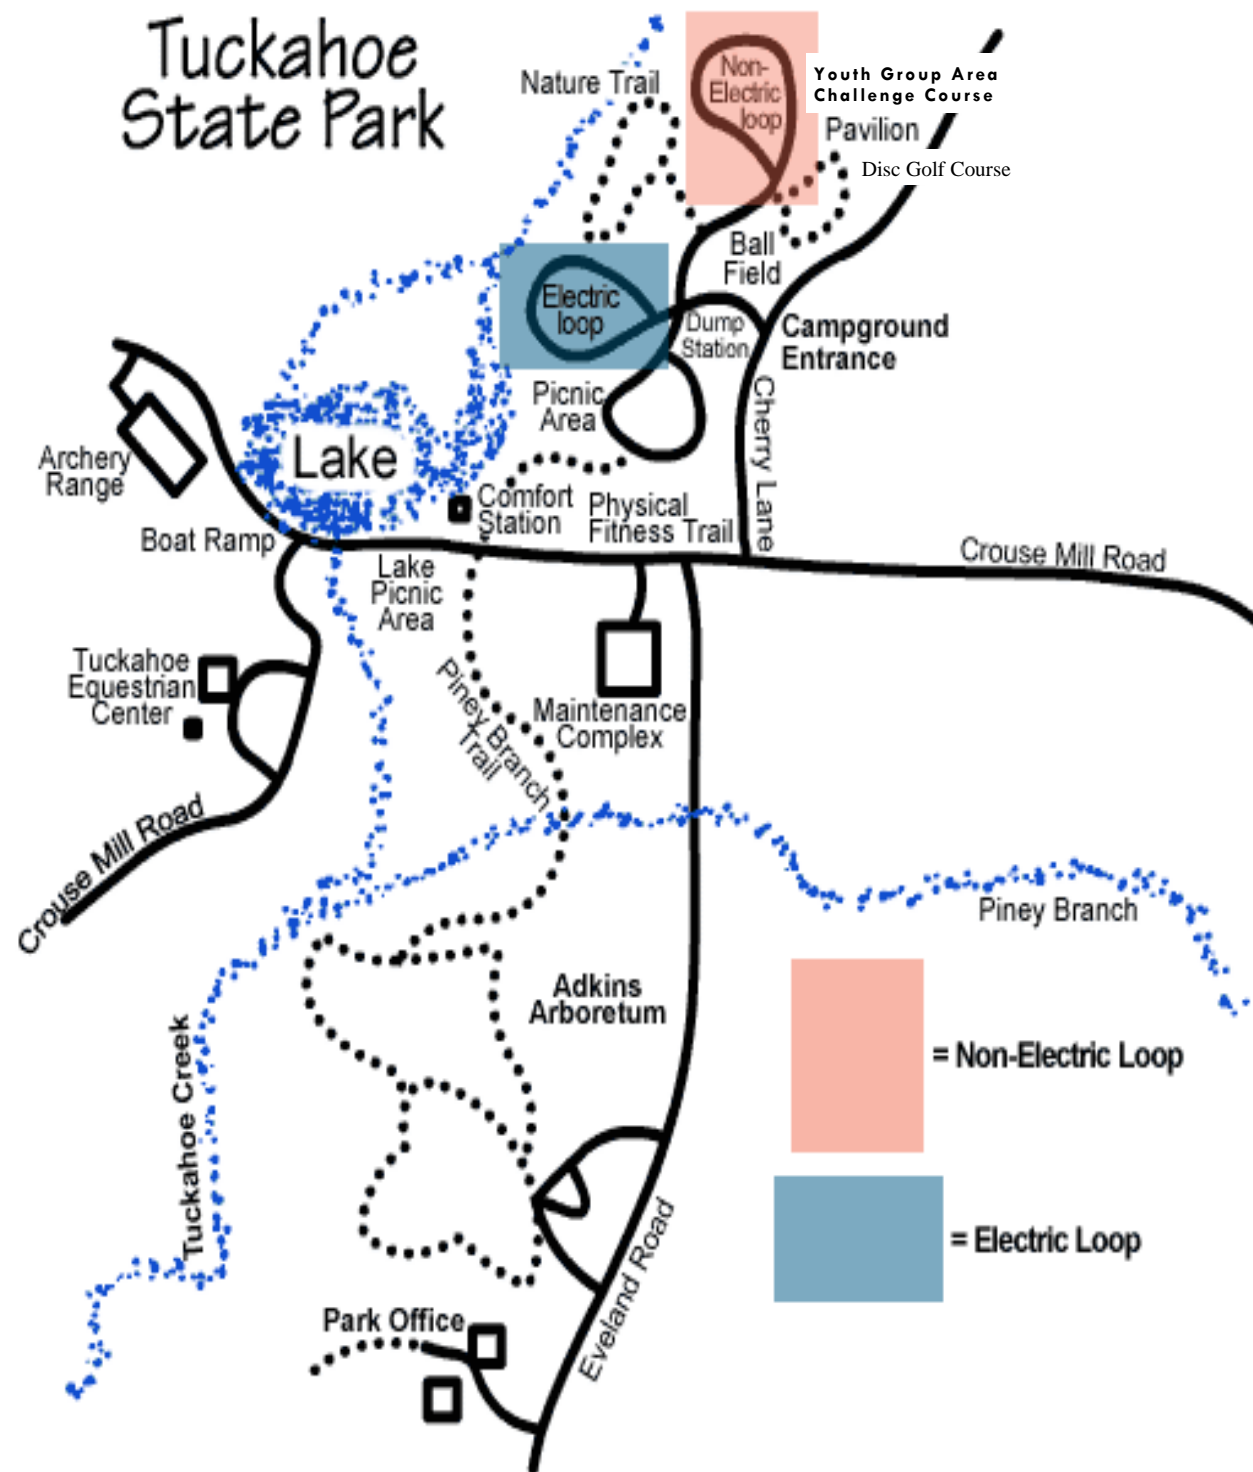 Tuckahoe
State Park
Nature Trail
Non-
Electric
loop
Youth Group Area
Challenge Course
Pavilion
Disc Golf Course
Ball
Field
Electric
loop
Dump
Station
Campground
Entrance
Picnic
Area
Cherry Lane
Archery
Range
Lake
Comfort
Station
Physical
Fitness Trail
Boat Ramp
Lake
Picnic
Area
Crouse Mill Road
Tuckahoe
Equestrian
Center
Piney Branch
Trail
Maintenance
Complex
Crouse Mill Road
Piney Branch
Adkins
Arboretum
Tuckahoe Creek
= Non-Electric Loop
= Electric Loop
Eveland Road
Park Office